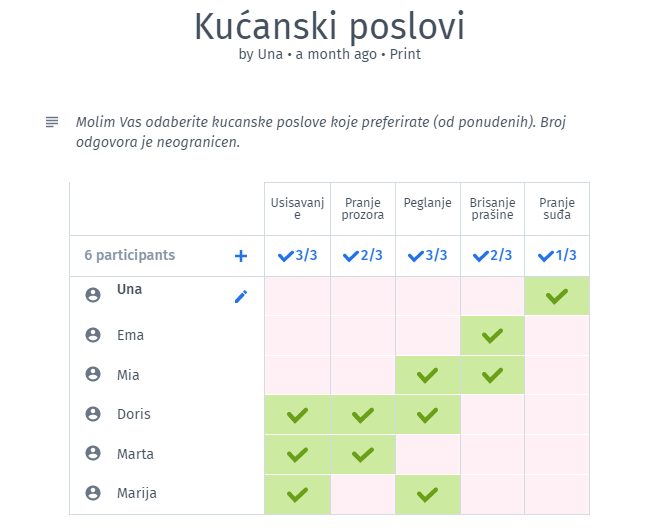 Kućanski poslovi
by Una • a month ago • Print
Molim Vas odaberite kucanske poslove koje preferirate (od ponuđenih). Broj
odgovora je neogranicen.
Usisavanj
e
Pranje
prozora
Peglanje
Brisanje
prašine
Pranje
suđa
6 participants
3/3
2/3
3/3
2/3
1/3
Una
Ema
Mia
Doris
Marta
Marija